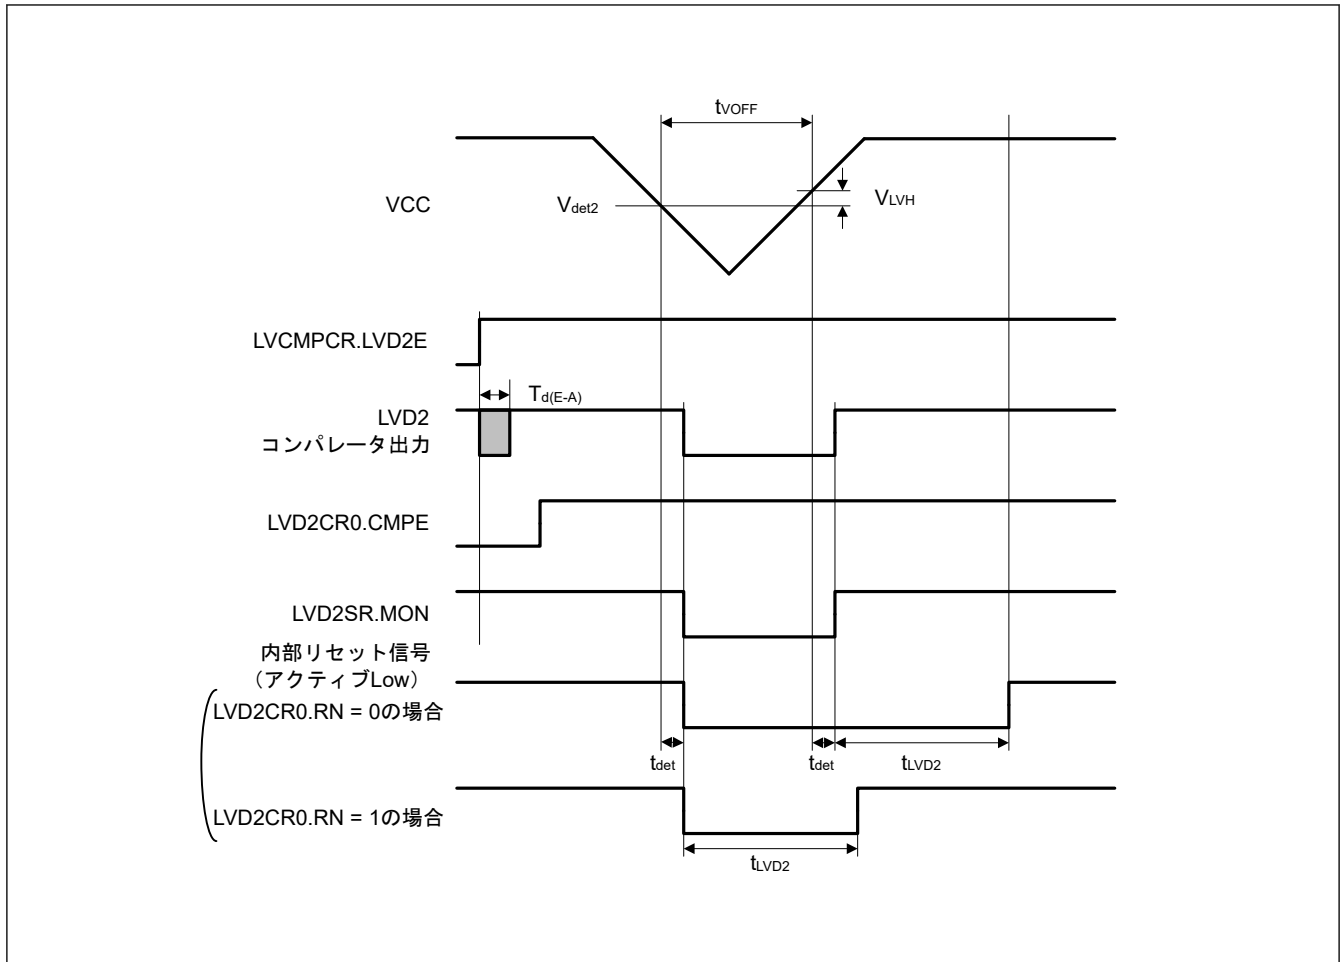 tVOFF
VCC
Vdet2
VLVH
LVCMPCR.LVD2E
Td(E-A)
LVD2
コンパレータ出力
LVD2CR0.CMPE
LVD2SR.MON
内部リセット信号
（アクティブLow）
LVD2CR0.RN = 0の場合
tdet
tdet
tLVD2
LVD2CR0.RN = 1の場合
tLVD2